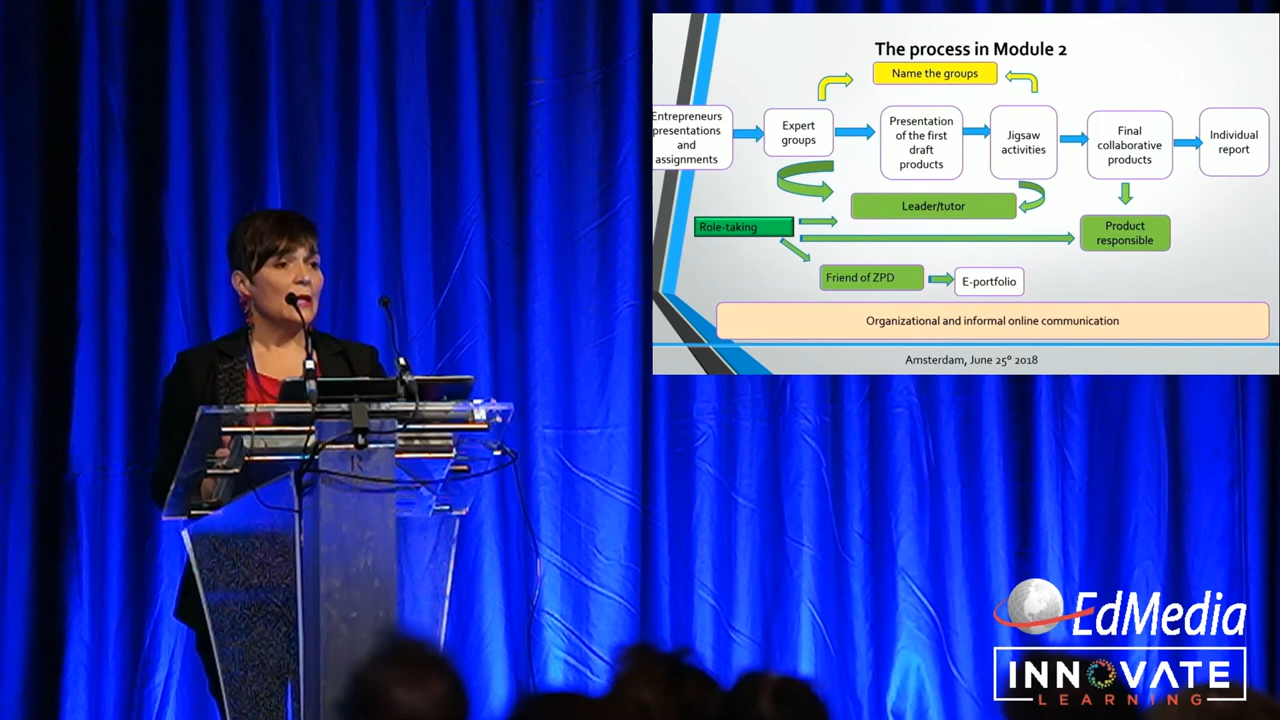 The process in Module 2
Name the groups
Entrepreneurs
presentations
and
assignments
Expert
groups
Presentation
of the first
draft
products
Jigsaw
activities
Final
collaborative
products
Individual
report
Leader/tutor
Role-taking
Product
responsible
Friend of ZPD
E-portfolio
Organizational and informal online communication
Amsterdam, June 25º 2018
R
EdMedia
INNOVATE
LEARNING